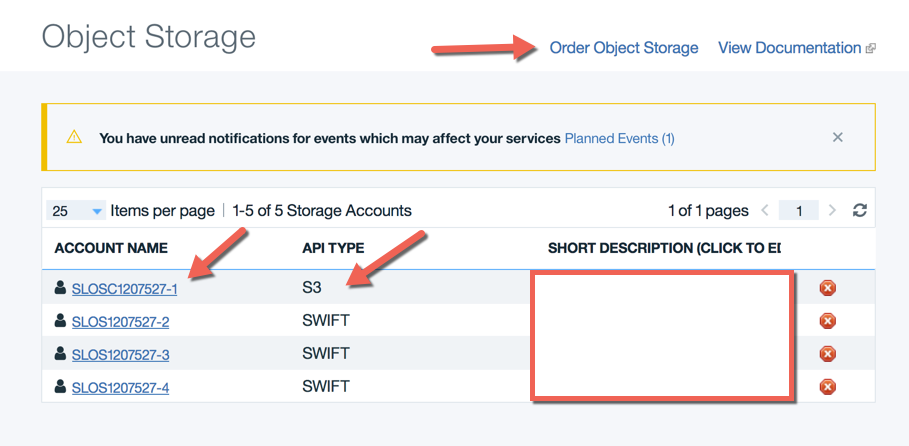 Object Storage
Order Object Storage View Documentation
You have unread notifications for events which may affect your services Planned Events (1)
25 Items per page | 1-5 of 5 Storage Accounts 1 of 1 pages 1
ACCOUNT NAME API TYPE SHORT DESCRIPTION (CLICK TO ED
SLOSC1207527-1 S3
SLOS1207527-2 SWIFT
SLOS1207527-3 SWIFT
SLOS1207527-4 SWIFT